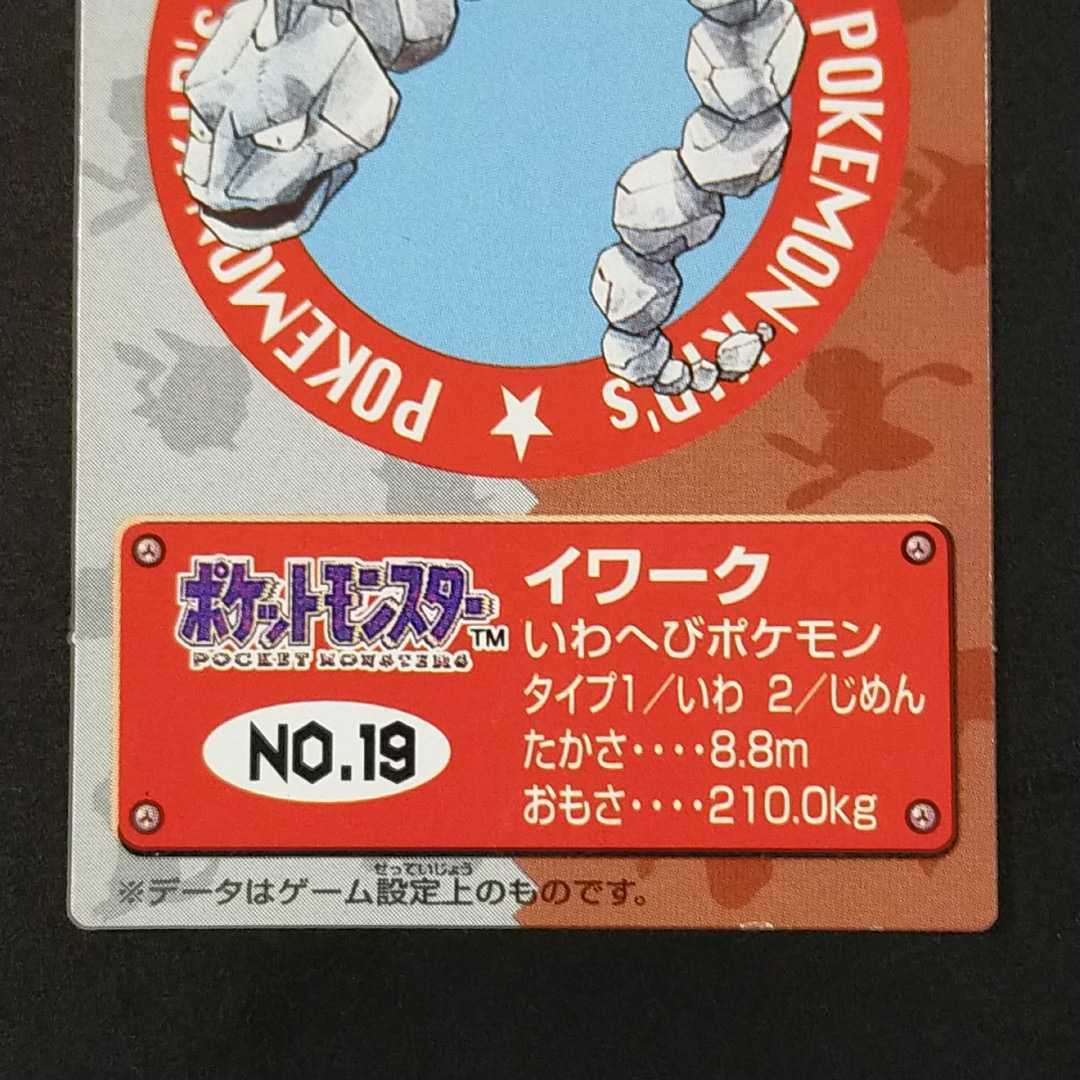 POKEMON KID'S
POKEMON
ポケットモンスター™
POCKET MONSTERS
NO.19
イワーク
いわへびポケモン
タイプ1／いわ 2／じめん
たかさ････8.8m
おもさ････210.0kg
せっていじょう
※データはゲーム設定上のものです。